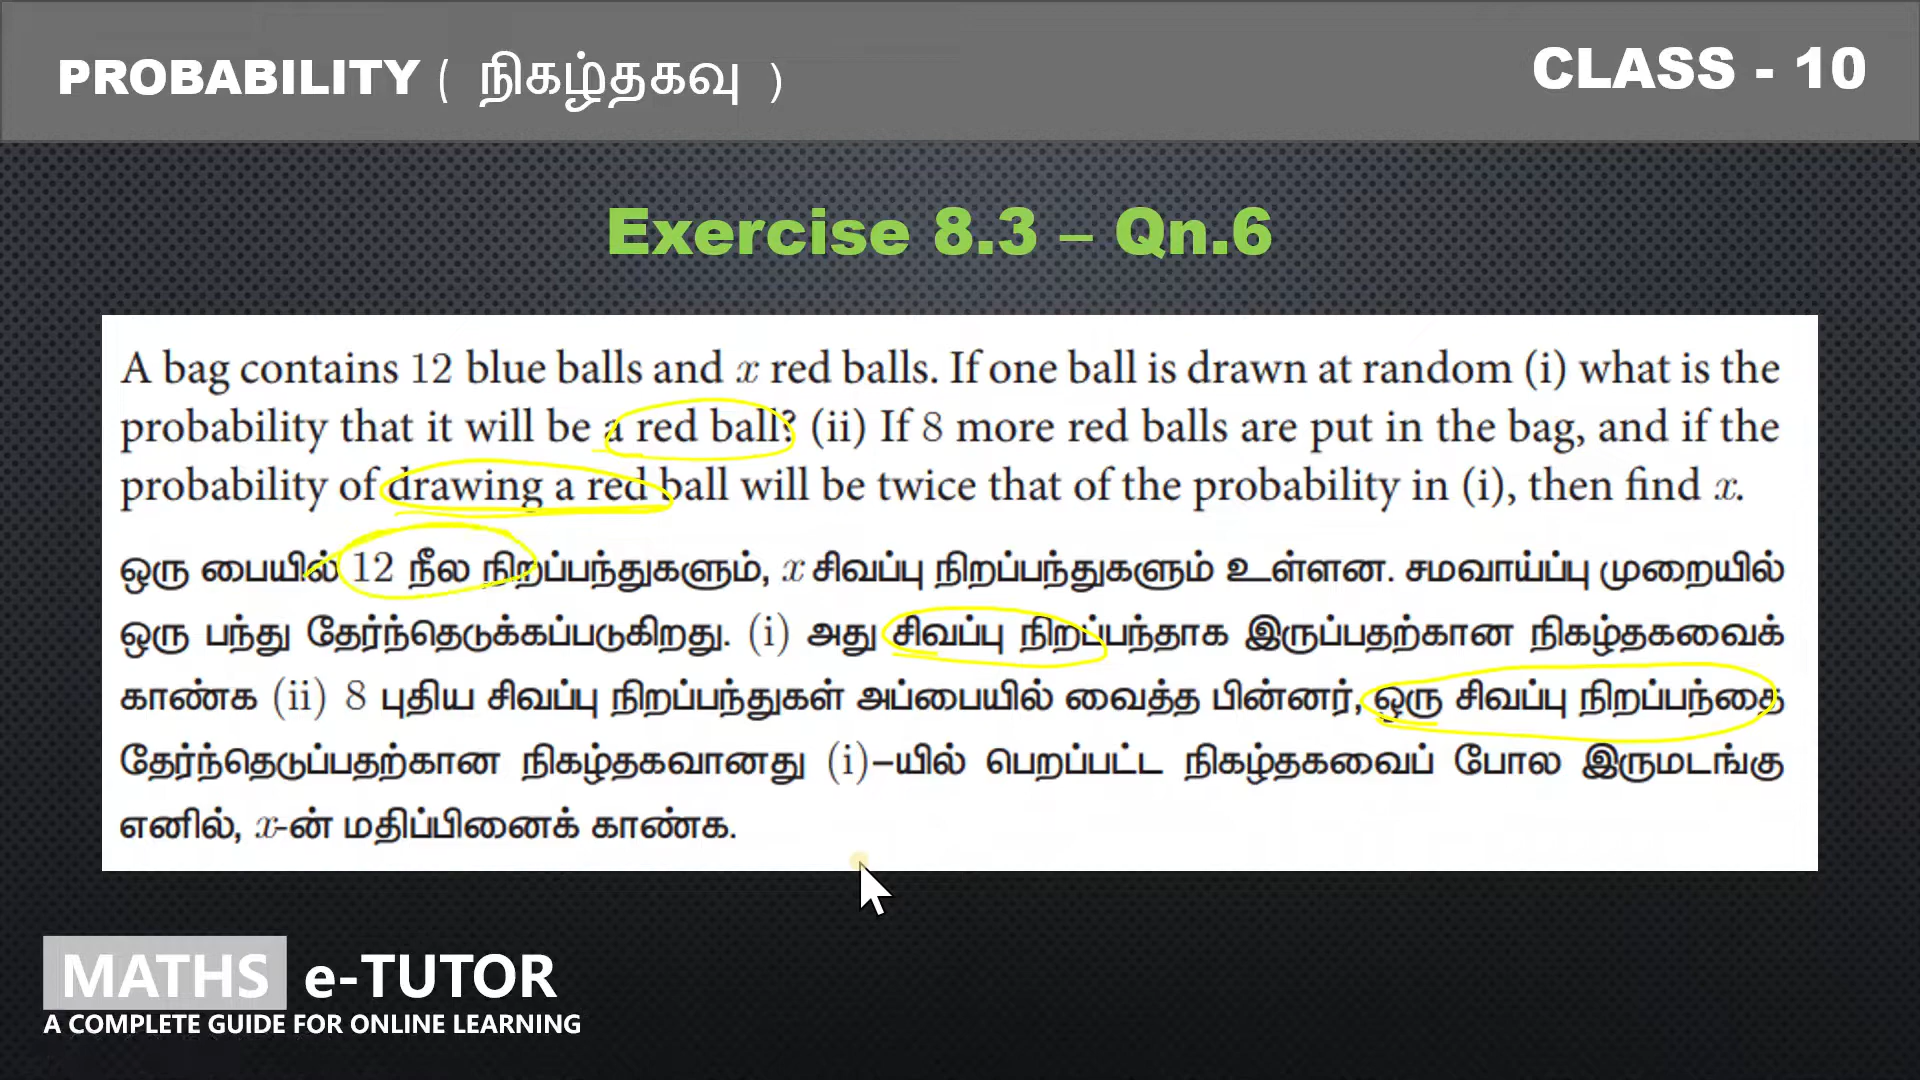 PROBABILITY ( நிகழ்தகவு )
CLASS - 10
Exercise 8.3 – Qn.6
A bag contains 12 blue balls and x red balls. If one ball is drawn at random (i) what is the
probability that it will be a red ball? (ii) If 8 more red balls are put in the bag, and if the
probability of drawing a red ball will be twice that of the probability in (i), then find x.
ஒரு பையில் 12 நீல நிறப்பந்துகளும், x சிவப்பு நிறப்பந்துகளும் உள்ளன. சமவாய்ப்பு முறையில்
ஒரு பந்து தேர்ந்தெடுக்கப்படுகிறது. (i) அது சிவப்பு நிறப்பந்தாக இருப்பதற்கான நிகழ்தகவைக்
காண்க (ii) 8 புதிய சிவப்பு நிறப்பந்துகள் அப்பையில் வைத்த பின்னர், ஒரு சிவப்பு நிறப்பந்தை
தேர்ந்தெடுப்பதற்கான நிகழ்தகவானது (i)–யில் பெறப்பட்ட நிகழ்தகவைப் போல இருமடங்கு
எனில், x-ன் மதிப்பினைக் காண்க.
MATHS e-TUTOR
A COMPLETE GUIDE FOR ONLINE LEARNING